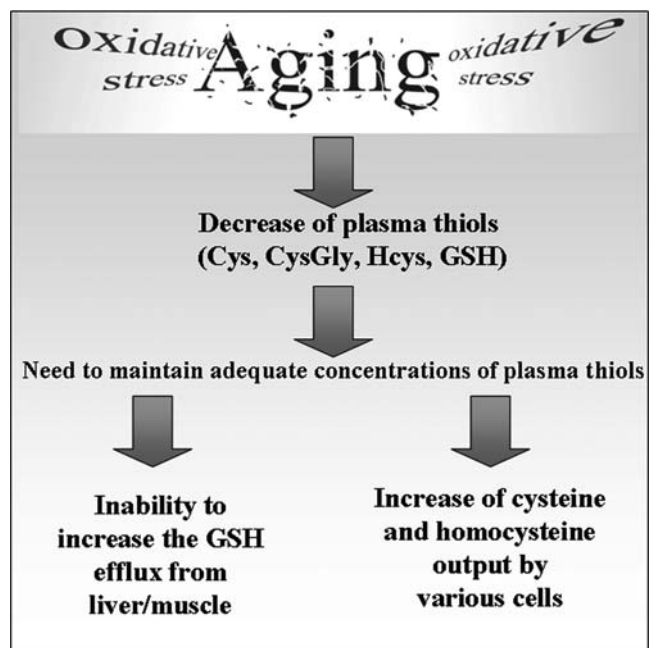 Oxidative stress Aging oxidative stress
Decrease of plasma thiols
(Cys, CysGly, Hcys, GSH)
Need to maintain adequate concentrations of plasma thiols
Inability to
increase the GSH
efflux from
liver/muscle
Increase of cysteine
and homocysteine
output by
various cells